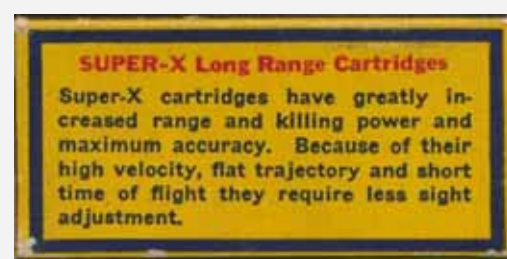 SUPER-X Long Range Cartridges
Super-X cartridges have greatly in-
creased range and killing power and
maximum accuracy. Because of their
high velocity, flat trajectory and short
time of flight they require less sight
adjustment.